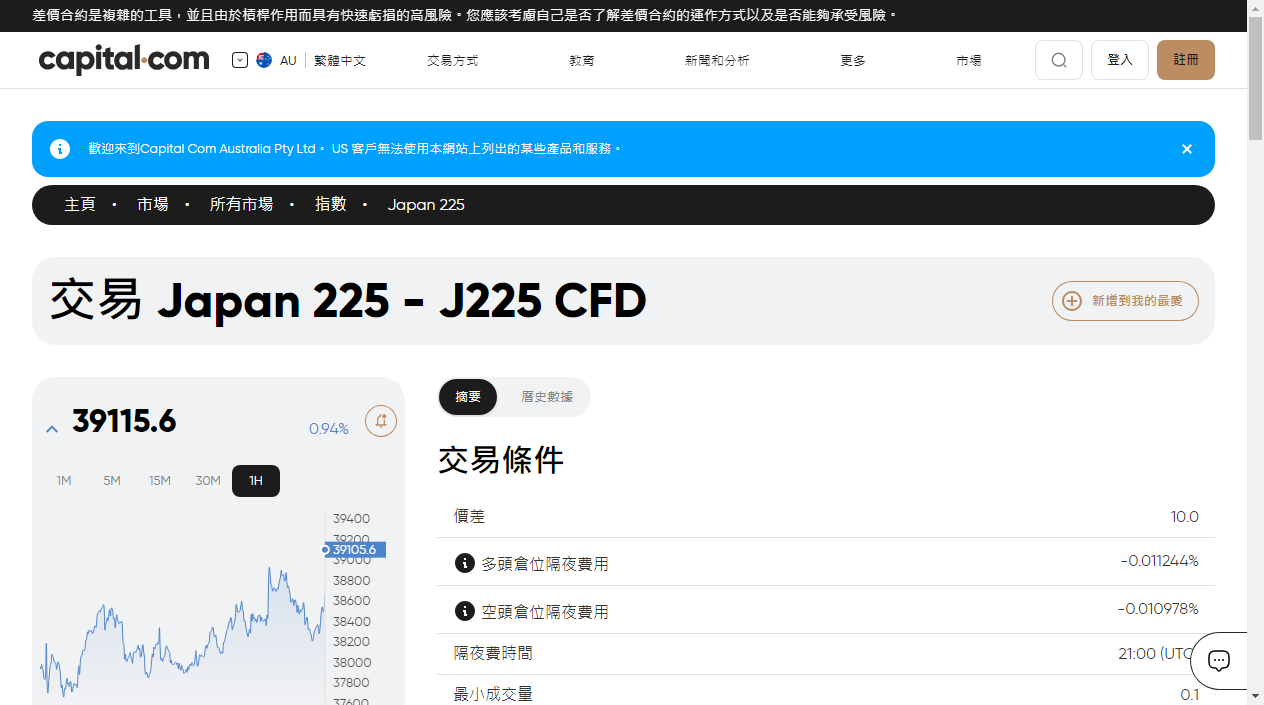 差價合約是複雜的工具，並且由於槓桿作用而具有快速虧損的高風險。您應該考慮自己是否了解差價合約的運作方式以及是否能夠承受風險。
capital.com AU 繁體中文 交易方式 教育 新聞和分析 更多 市場 登入 註冊
歡迎來到Capital Com Australia Pty Ltd。 US 客戶無法使用本網站上列出的某些產品和服務。
主頁 • 市場 • 所有市場 • 指數 • Japan 225
交易 Japan 225 - J225 CFD
新增到我的最愛
39115.6 0.94%
1M 5M 15M 30M 1H
39400
39200
39105.6
39000
38800
38600
38400
38200
38000
37800
37600
摘要 曆史數據
交易條件
價差 10.0
多頭倉位隔夜費用 -0.011244%
空頭倉位隔夜費用 -0.010978%
隔夜費時間 21:00 (UTC
最小成交量 0.1